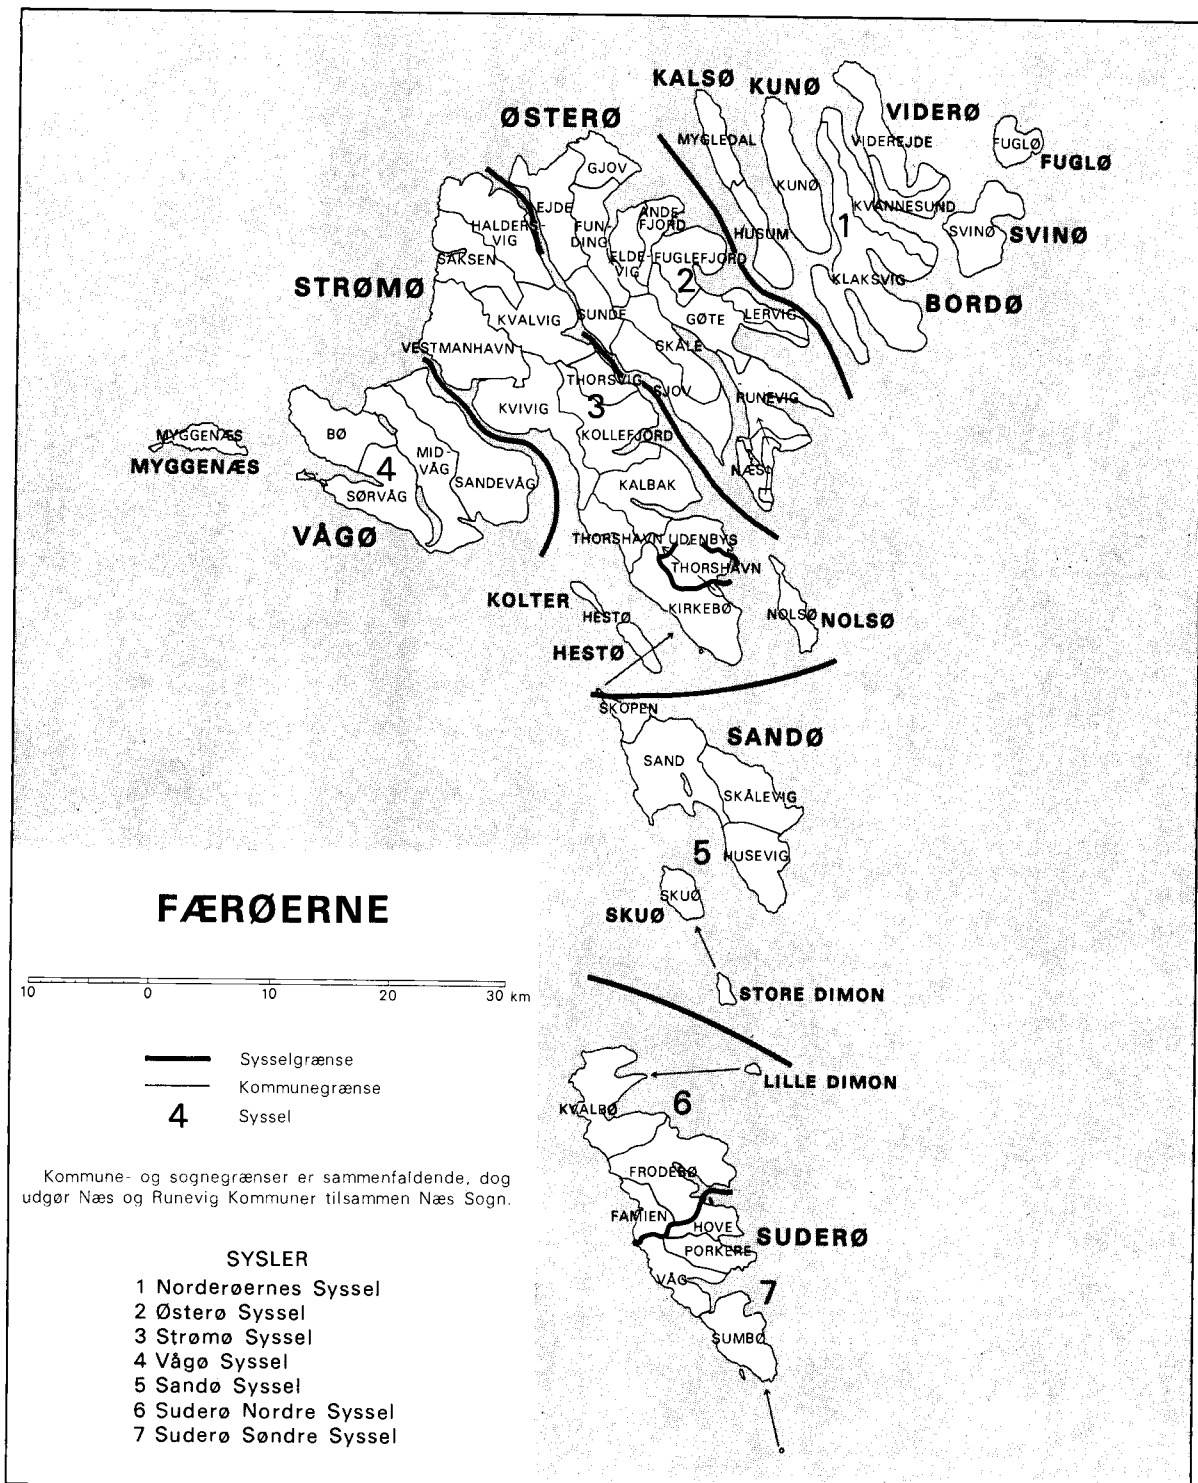 KALSØ KUNØ
VIDERØ
ØSTERØ
MYGLEDAL
VIDEREJDE
FUGLØ
FUGLØ
GJOV
KUNØ
KVANNESUND
EJDE
ANDE-
FJORD
HALDERS-
VIG
FUN-
DING
HUSUM
1
SVINØ
SVINØ
SAKSEN
ELDE-
VIG
FUGLEFJORD
2
KLAKSVIG
STRØMØ
BORDØ
KVALVIG
SUNDE
GØTE
LERVIG
VESTMANHAVN
SKÅLE
THORSVIG
SJOV
RUNEVIG
KVIVIG
3
MYGGENÆS
MYGGENÆS
BØ
KOLLEFJORD
MID-
VÅG
4
NÆS
SØRVÅG
SANDEVÅG
KALBAK
VÅGØ
THORSHAVN UDENBYS
THORSHAVN
KOLTER
KIRKEBØ
HESTØ
NOLSØ
NOLSØ
HESTØ
SKOPEN
SANDØ
SAND
SKÅLEVIG
5
HUSEVIG
SKUØ
SKUØ
FÆRØERNE
STORE DIMON
10 0 10 20 30 km
Sysselgrænse
Kommunegrænse
4 Syssel
LILLE DIMON
KVALBØ
6
Kommune- og sognegrænser er sammenfaldende, dog
udgør Næs og Runevig Kommuner tilsammen Næs Sogn.
FRODEBØ
FAMIEN
HOVE
SUDERØ
PORKERE
VÅG
7
SUMBØ
SYSLER
1 Norderøernes Syssel
2 Østerø Syssel
3 Strømø Syssel
4 Vågø Syssel
5 Sandø Syssel
6 Suderø Nordre Syssel
7 Suderø Søndre Syssel